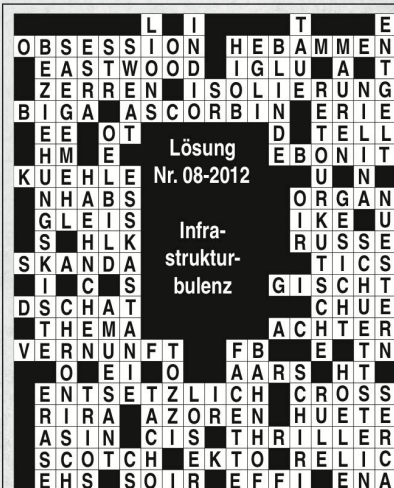 L I T E
OBSESSION HEBAMMEN
EASTWOOD IGLU A T
ZERREN ISOLIERUNG
BIGA ASCORBIN ERIE
EE OT D TELL
HM E EBONIT
KUEHLE U N
NHABS ORGAN
GLEIS IKE U
S HLK RUSSE
SKANDA TICS
I C S GISCHT
DSCHAT CHUE
THEMA ACHTER
VERNUNFT FB E TN
O EI O AARS HT
ENTSETZLICH CROSS
RIRA AZOREN HUETE
ASIN CIS THRILLER
SCOTCH EKTO RELIC
EHS SOIR EFFI ENA
Lösung
Nr. 08-2012
Infra-
struktur-
bulenz